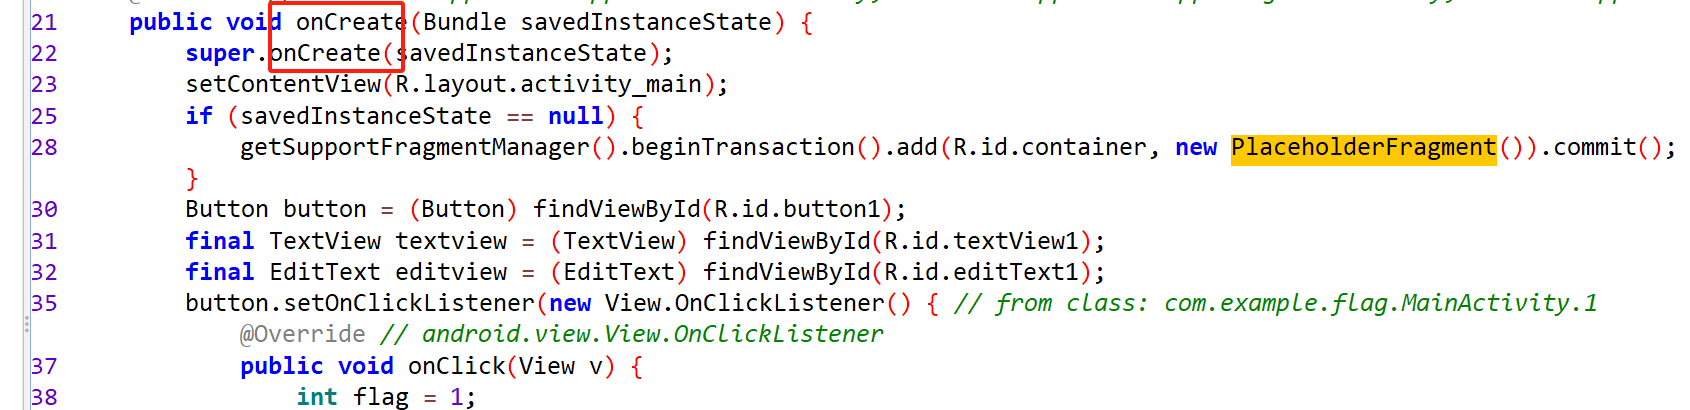 21 public void onCreate(Bundle savedInstanceState) {
22 super.onCreate(savedInstanceState);
23 setContentView(R.layout.activity_main);
25 if (savedInstanceState == null) {
28 getSupportFragmentManager().beginTransaction().add(R.id.container, new PlaceholderFragment()).commit();
}
30 Button button = (Button) findViewById(R.id.button1);
31 final TextView textview = (TextView) findViewById(R.id.textView1);
32 final EditText editview = (EditText) findViewById(R.id.editText1);
35 button.setOnClickListener(new View.OnClickListener() { // from class: com.example.flag.MainActivity.1
@Override // android.view.View.OnClickListener
37 public void onClick(View v) {
38 int flag = 1;